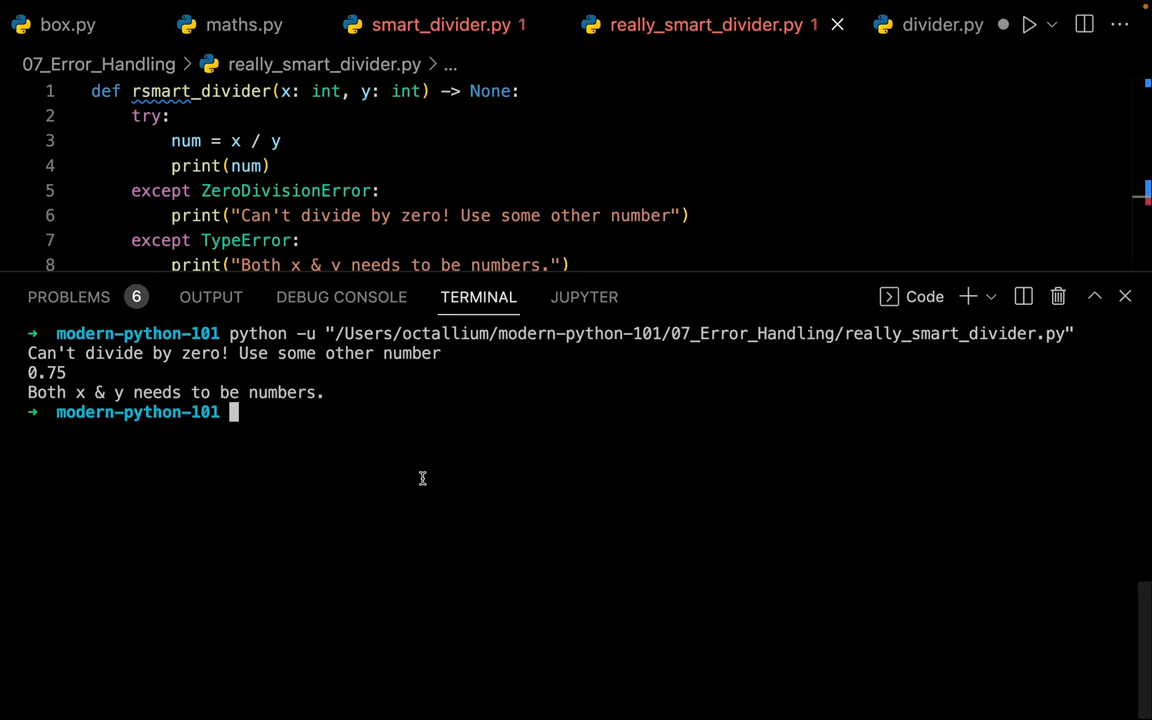 box.py maths.py smart_divider.py 1 really_smart_divider.py 1 divider.py
07_Error_Handling > really_smart_divider.py > ...
1 def rsmart_divider(x: int, y: int) -> None:
2 try:
3 num = x / y
4 print(num)
5 except ZeroDivisionError:
6 print("Can't divide by zero! Use some other number")
7 except TypeError:
8 print("Both x & y needs to be numbers.")
PROBLEMS 6 OUTPUT DEBUG CONSOLE TERMINAL JUPYTER Code
→ modern-python-101 python -u "/Users/octallium/modern-python-101/07_Error_Handling/really_smart_divider.py"
Can't divide by zero! Use some other number
0.75
Both x & y needs to be numbers.
→ modern-python-101